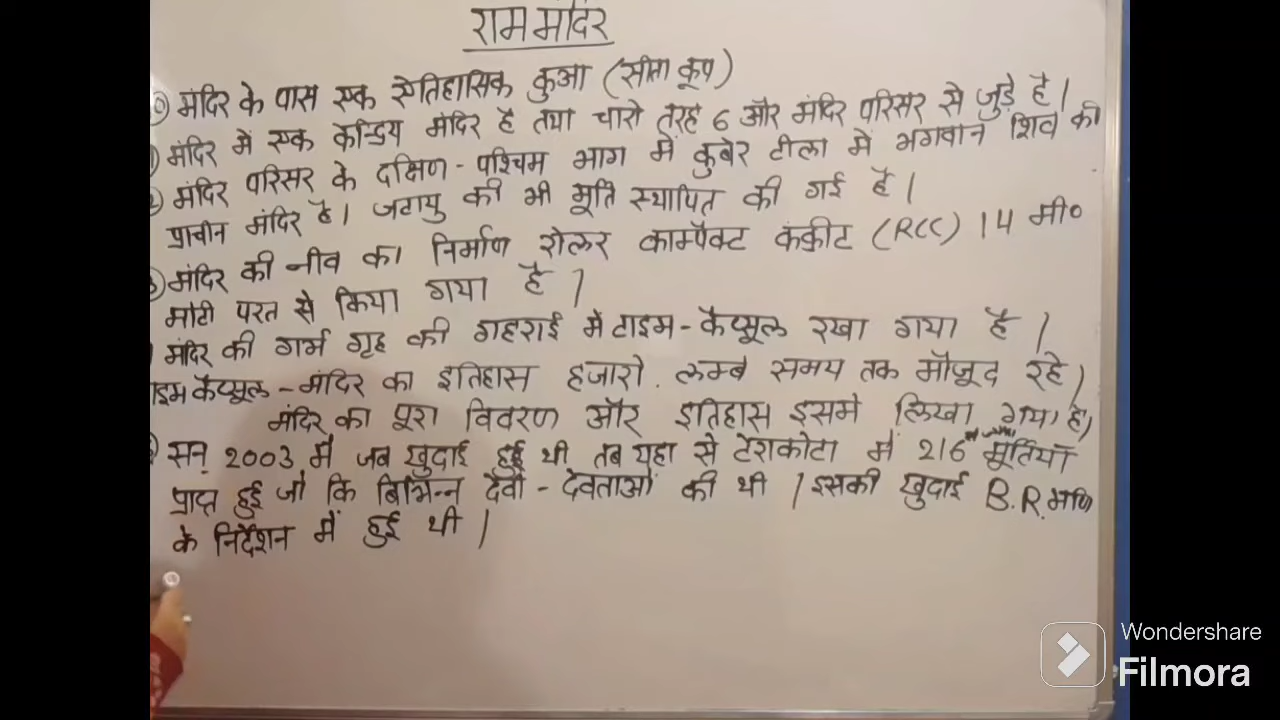 राम मंदिर
मंदिर के पास एक ऐतिहासिक कुआ (सीता कूप)
मंदिर में एक केन्द्रिय मंदिर है तथा चारो तरह 6 और मंदिर परिसर से जुड़े है।
मंदिर परिसर के दक्षिण - पश्चिम भाग में कुबेर टीला में भगवान शिव की
प्राचीन मंदिर है। जटायु की भी मूर्ति स्थापित की गई है।
मंदिर की नीव का निर्माण रोलर काम्पैक्ट कंक्रीट (RCC) 14 मी०
मोटी परत से किया गया है।
मंदिर की गर्भ गृह की गहराई में टाइम - कैप्सूल रखा गया है।
इम कैप्सूल - मंदिर का इतिहास हजारो. लम्बे समय तक मौजूद रहे,
मंदिर का पूरा विवरण और इतिहास इसमे लिखा गया है,
सन् 2003 में जब खुदाई हुई थी तब यहा से टेराकोटा में 216 मूर्तियाँ
प्राप्त हुई जो कि विभिन्न देवी - देवताओं की थी। इसकी खुदाई B.R. मणि
के निर्देशन में हुई थी।
Wondershare
Filmora